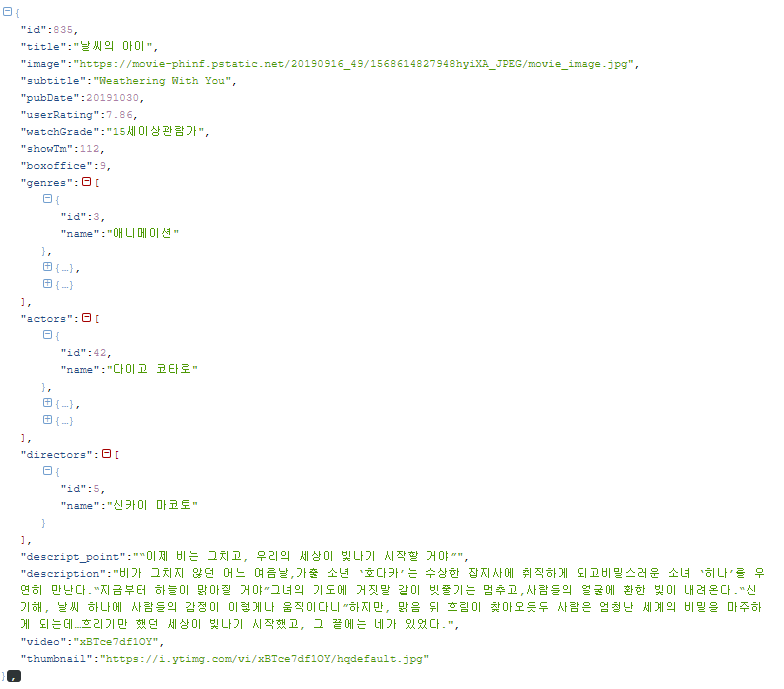 {
"id":835,
"title":"날씨의 아이",
"image":"https://movie-phinf.pstatic.net/20190916_49/1568614827948hyiXA_JPEG/movie_image.jpg",
"subtitle":"Weathering With You",
"pubDate":20191030,
"userRating":7.86,
"watchGrade":"15세이상관람가",
"showTm":112,
"boxoffice":9,
"genres":[
{
"id":3,
"name":"애니메이션"
},
{…},
{…}
],
"actors":[
{
"id":42,
"name":"다이고 코타로"
},
{…},
{…}
],
"directors":[
{
"id":5,
"name":"신카이 마코토"
}
],
"descript_point":"“이제 비는 그치고, 우리의 세상이 빛나기 시작할 거야”",
"description":"비가 그치지 않던 어느 여름날,가출 소년 ‘호다카’는 수상한 잡지사에 취직하게 되고비밀스러운 소녀 ‘히나’를 우
연히 만난다.“지금부터 하늘이 맑아질 거야”그녀의 기도에 거짓말 같이 빗줄기는 멈추고,사람들의 얼굴에 환한 빛이 내려온다.“신
기해, 날씨 하나에 사람들의 감정이 이렇게나 움직이다니”하지만, 맑음 뒤 흐림이 찾아오듯두 사람은 엄청난 세계의 비밀을 마주하
게 되는데…흐리기만 했던 세상이 빛나기 시작했고, 그 끝에는 네가 있었다.",
"video":"xBTce7df1OY",
"thumbnail":"https://i.ytimg.com/vi/xBTce7df1OY/hqdefault.jpg"
},